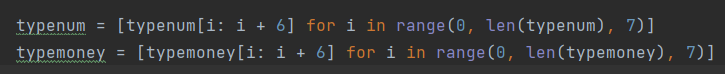 typenum = [typenum[i: i + 6] for i in range(0, len(typenum), 7)]
typemoney = [typemoney[i: i + 6] for i in range(0, len(typemoney), 7)]